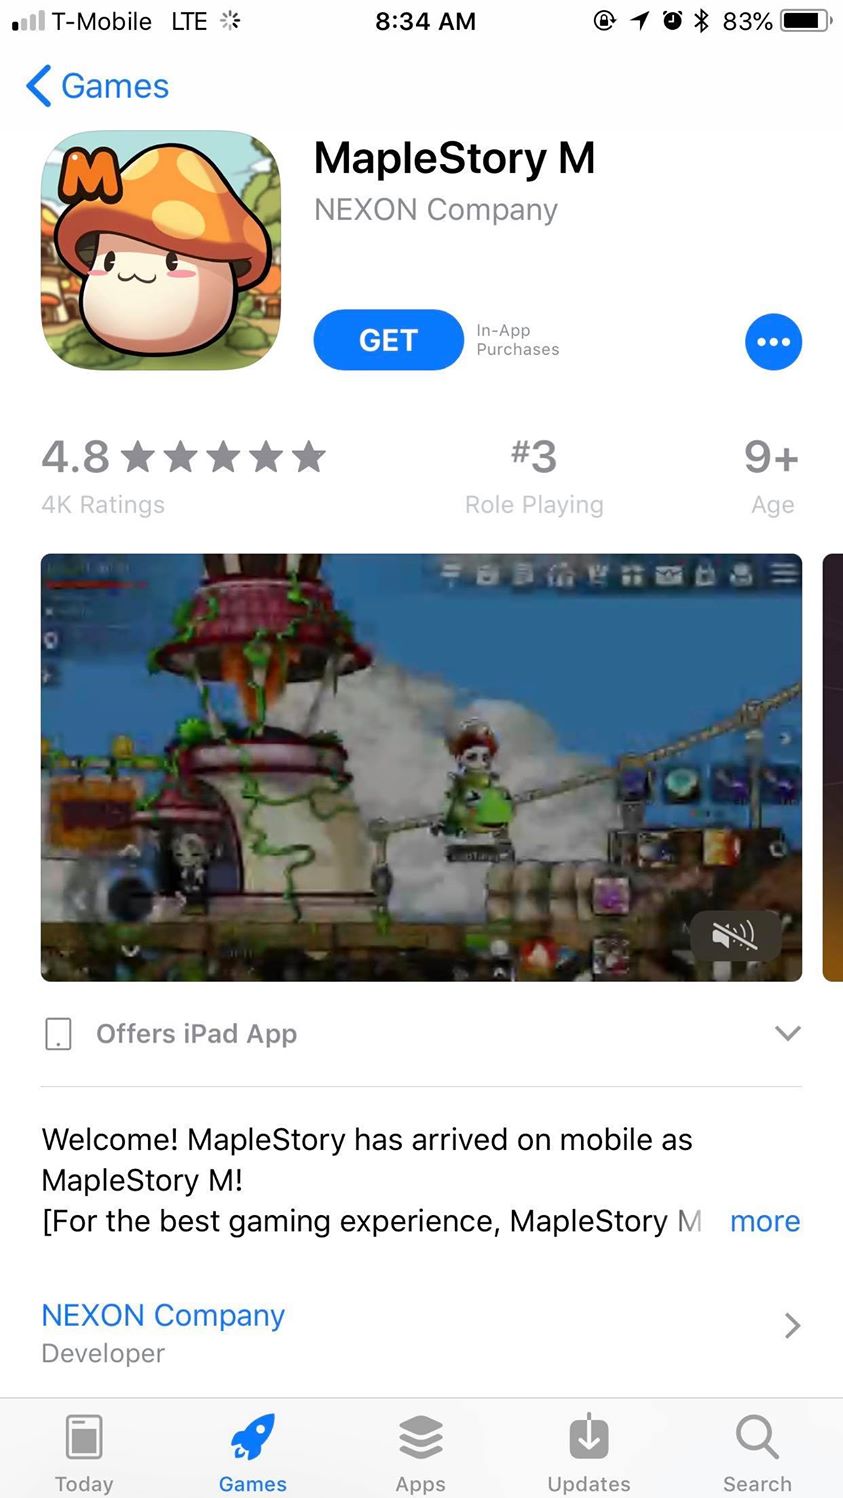 T-Mobile LTE 8:34 AM 83%
Games
M
MapleStory M
NEXON Company
GET
In-App
Purchases
4.8
#3
9+
4K Ratings
Role Playing
Age
Offers iPad App
Welcome! MapleStory has arrived on mobile as
MapleStory M!
[For the best gaming experience, MapleStory M more
NEXON Company
Developer
Today
Games
Apps
Updates
Search